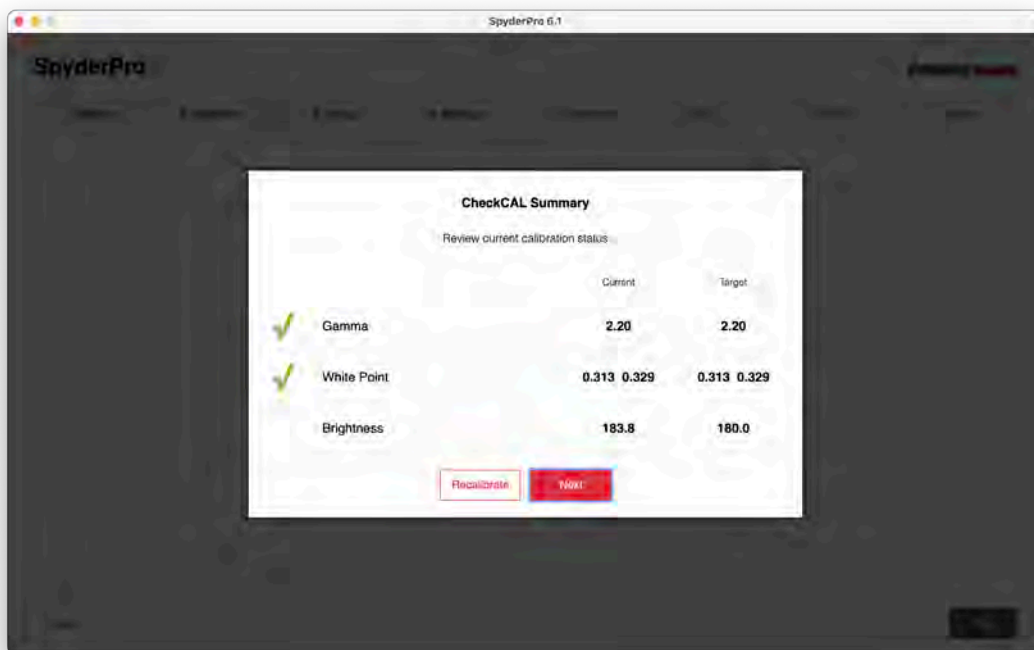 SpyderPro 6.1
SpyderPro
CheckCAL Summary
Review current calibration status
Current Target
Gamma 2.20 2.20
White Point 0.313 0.329 0.313 0.329
Brightness 183.8 180.0
Recalibrate Next